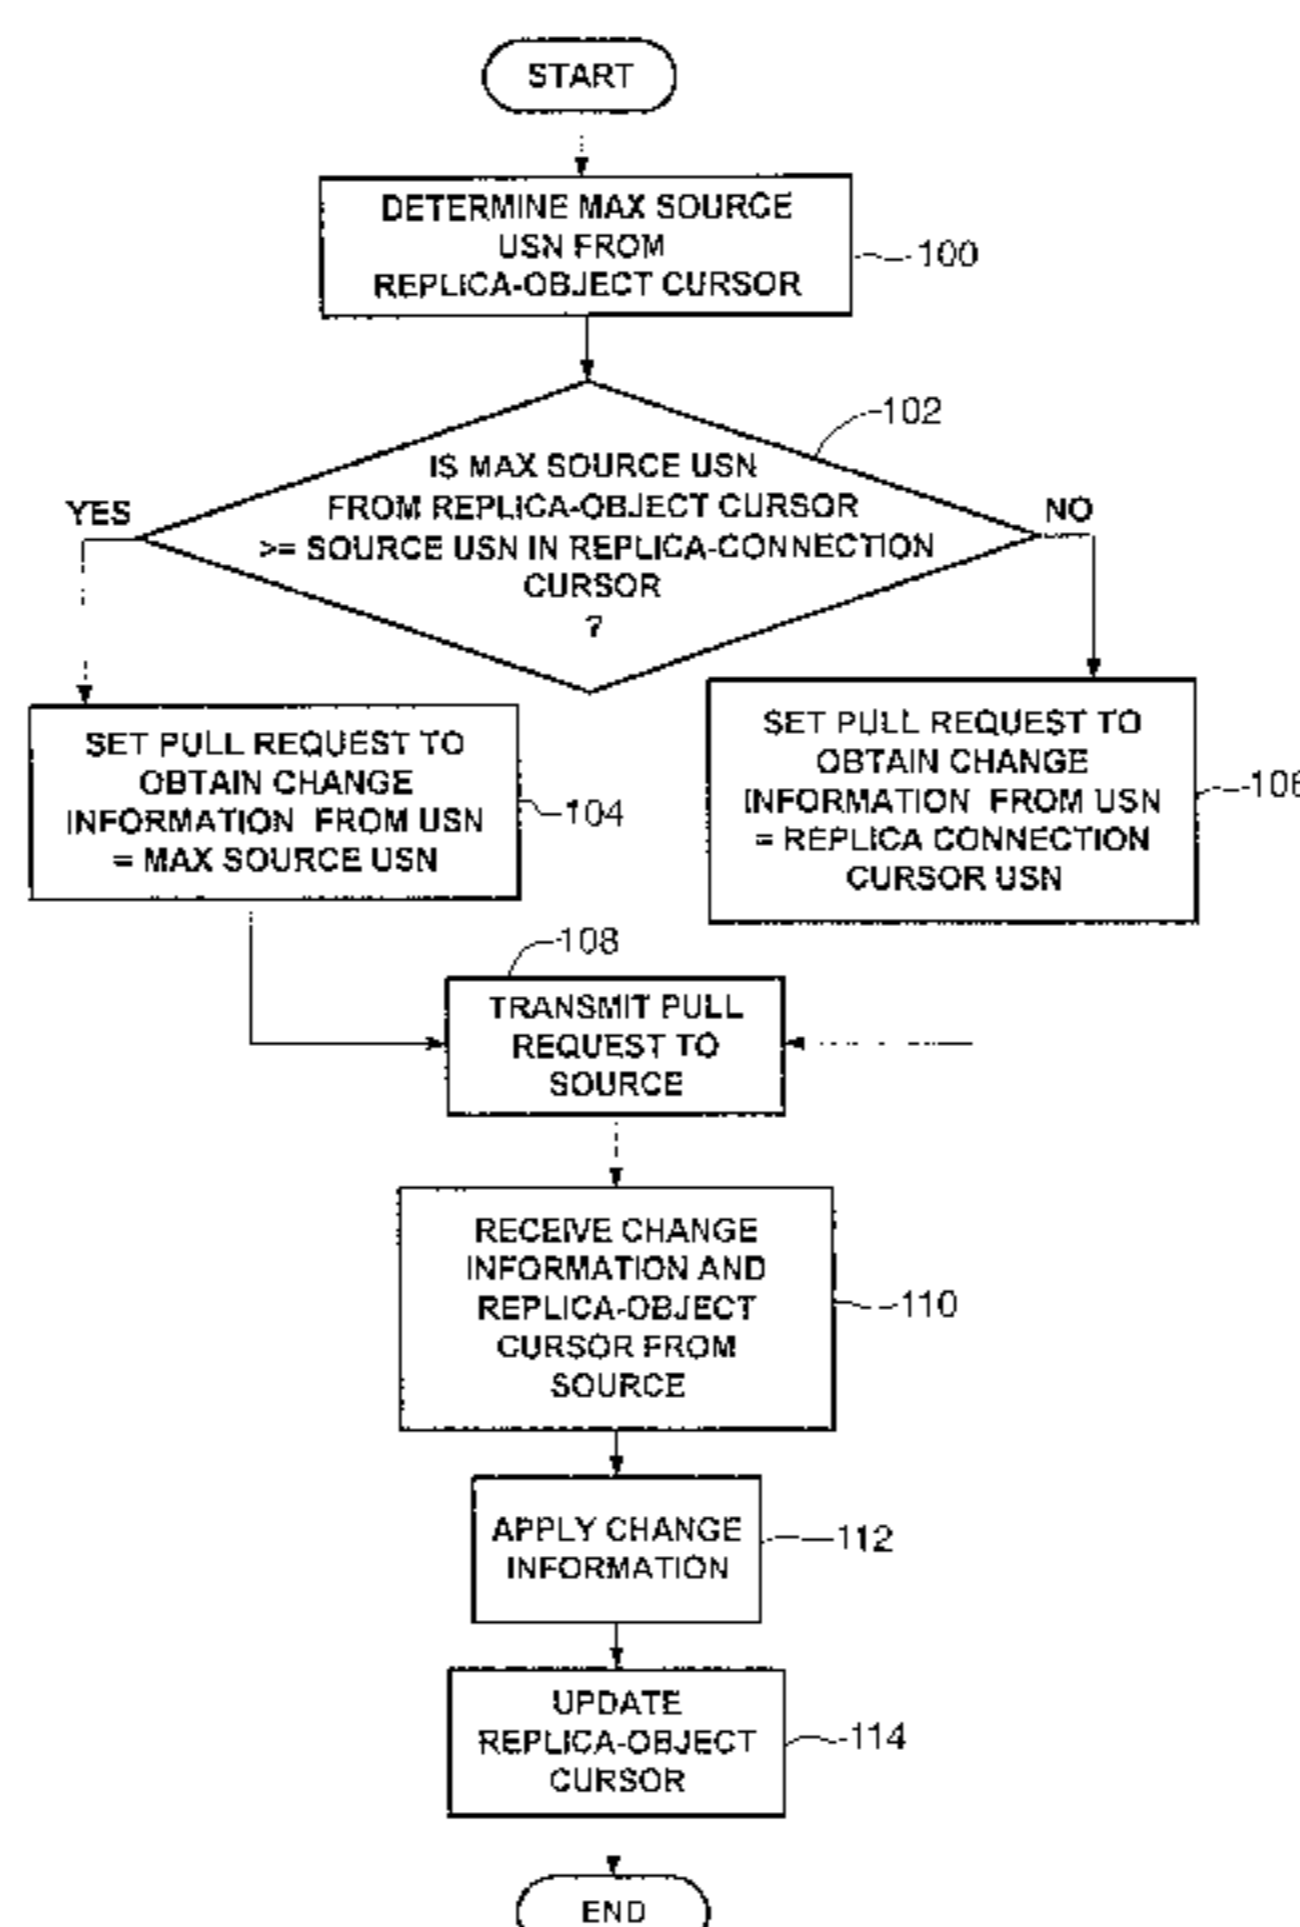 START
DETERMINE MAX SOURCE
USN FROM
REPLICA-OBJECT CURSOR
100
102
IS MAX SOURCE USN
FROM REPLICA-OBJECT CURSOR
>= SOURCE USN IN REPLICA-CONNECTION
CURSOR
?
YES
NO
SET PULL REQUEST TO
OBTAIN CHANGE
INFORMATION FROM USN
= MAX SOURCE USN
104
SET PULL REQUEST TO
OBTAIN CHANGE
INFORMATION FROM USN
= REPLICA CONNECTION
CURSOR USN
106
108
TRANSMIT PULL
REQUEST TO
SOURCE
RECEIVE CHANGE
INFORMATION AND
REPLICA-OBJECT
CURSOR FROM
SOURCE
110
APPLY CHANGE
INFORMATION
112
UPDATE
REPLICA-OBJECT
CURSOR
114
END